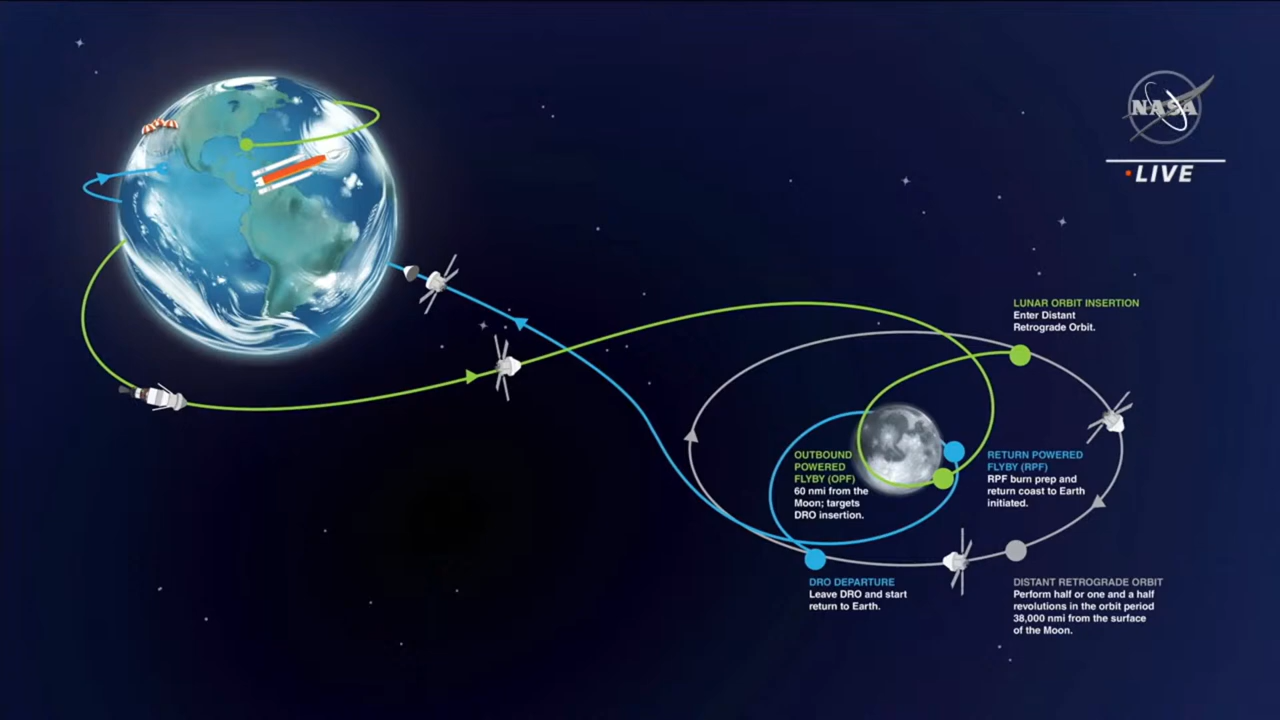 NASA
LIVE
LUNAR ORBIT INSERTION
Enter Distant
Retrograde Orbit.
OUTBOUND
POWERED
FLYBY (OPF)
60 nmi from the
Moon; targets
DRO insertion.
RETURN POWERED
FLYBY (RPF)
RPF burn prep and
return coast to Earth
initiated.
DRO DEPARTURE
Leave DRO and start
return to Earth.
DISTANT RETROGRADE ORBIT
Perform half or one and a half
revolutions in the orbit period
38,000 nmi from the surface
of the Moon.